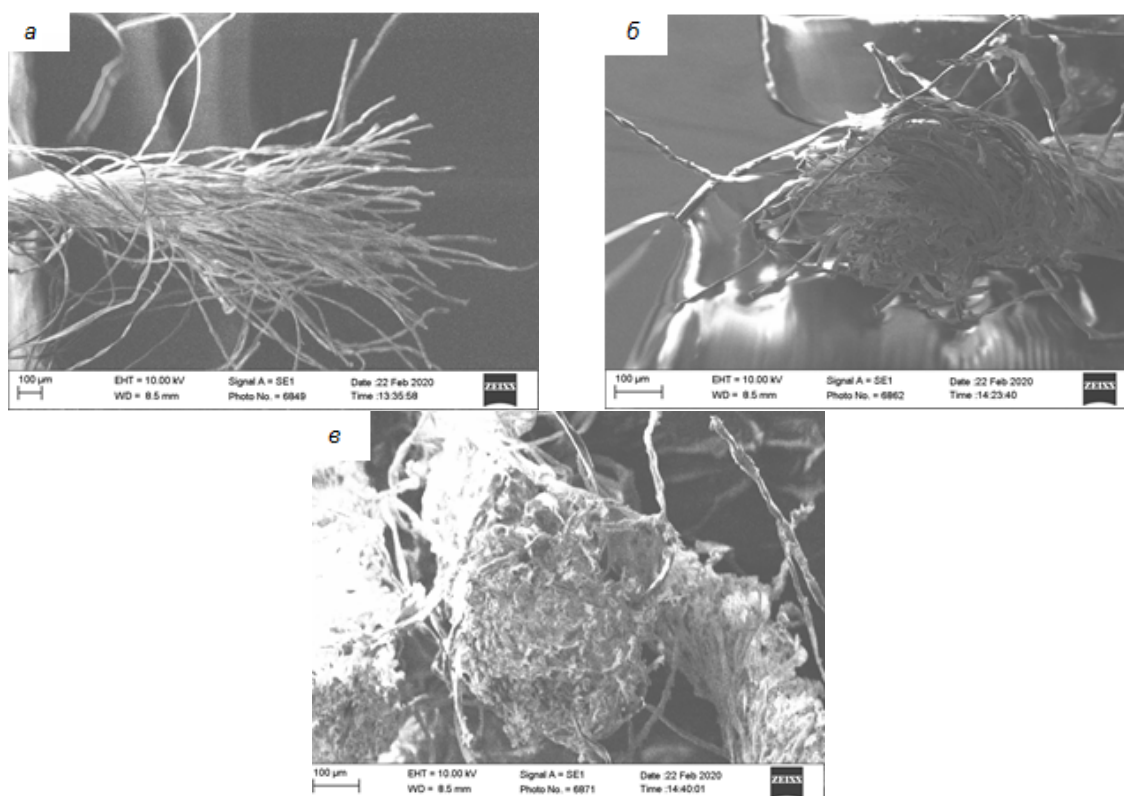 а
б
100 µm EHT = 10.00 kV Signal A = SE1 Date :22 Feb 2020
WD = 8.5 mm Photo No. = 6849 Time :13:35:58 ZEISS
100 µm EHT = 10.00 kV Signal A = SE1 Date :22 Feb 2020
WD = 8.5 mm Photo No. = 6862 Time :14:23:40 ZEISS
в
100 µm EHT = 10.00 kV Signal A = SE1 Date :22 Feb 2020
WD = 8.5 mm Photo No. = 6871 Time :14:40:01 ZEISS